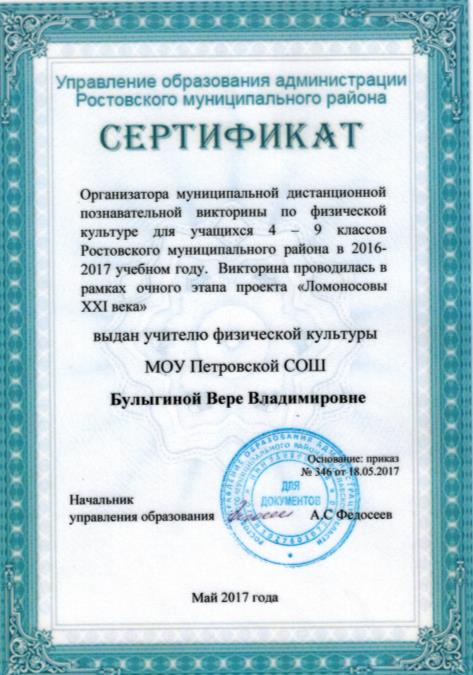 Управление образования администрации
Ростовского муниципального района
СЕРТИФИКАТ
Организатора муниципальной дистанционной
познавательной викторины по физической
культуре для учащихся 4 – 9 классов
Ростовского муниципального района в 2016-
2017 учебном году. Викторина проводилась в
рамках очного этапа проекта «Ломоносовы
XXI века»
выдан учителю физической культуры
МОУ Петровской СОШ
Булыгиной Вере Владимировне
Основание: приказ
№ 346 от 18.05.2017
ДЛЯ
ДОКУМЕНТОВ
Начальник
управления образования А.С Федосеев
Май 2017 года